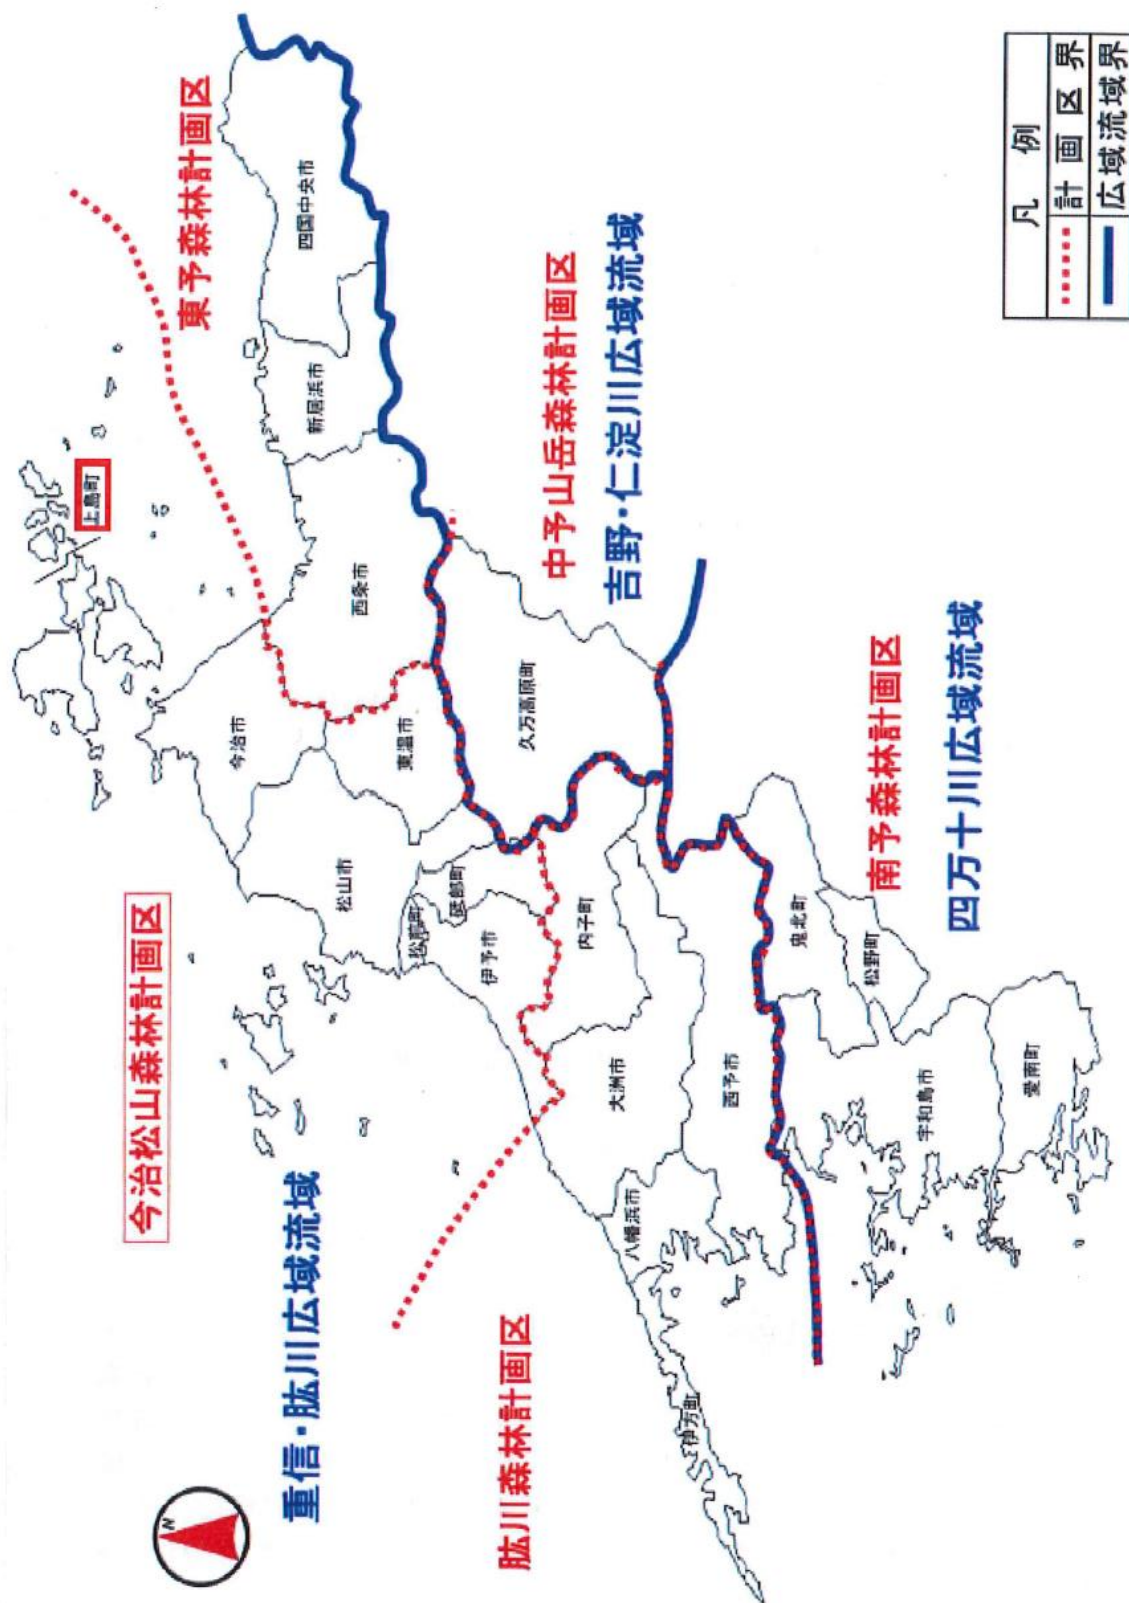 N
今治松山森林計画区
重信・肱川広域流域
肱川森林計画区
東予森林計画区
中予山岳森林計画区
吉野・仁淀川広域流域
南予森林計画区
四万十川広域流域
上島町
四国中央市
新居浜市
西条市
今治市
東温市
松山市
久万高原町
松前町
砥部町
伊予市
内子町
大洲市
西予市
八幡浜市
伊方町
鬼北町
松野町
宇和島市
愛南町
凡例
計画区界
広域流域界